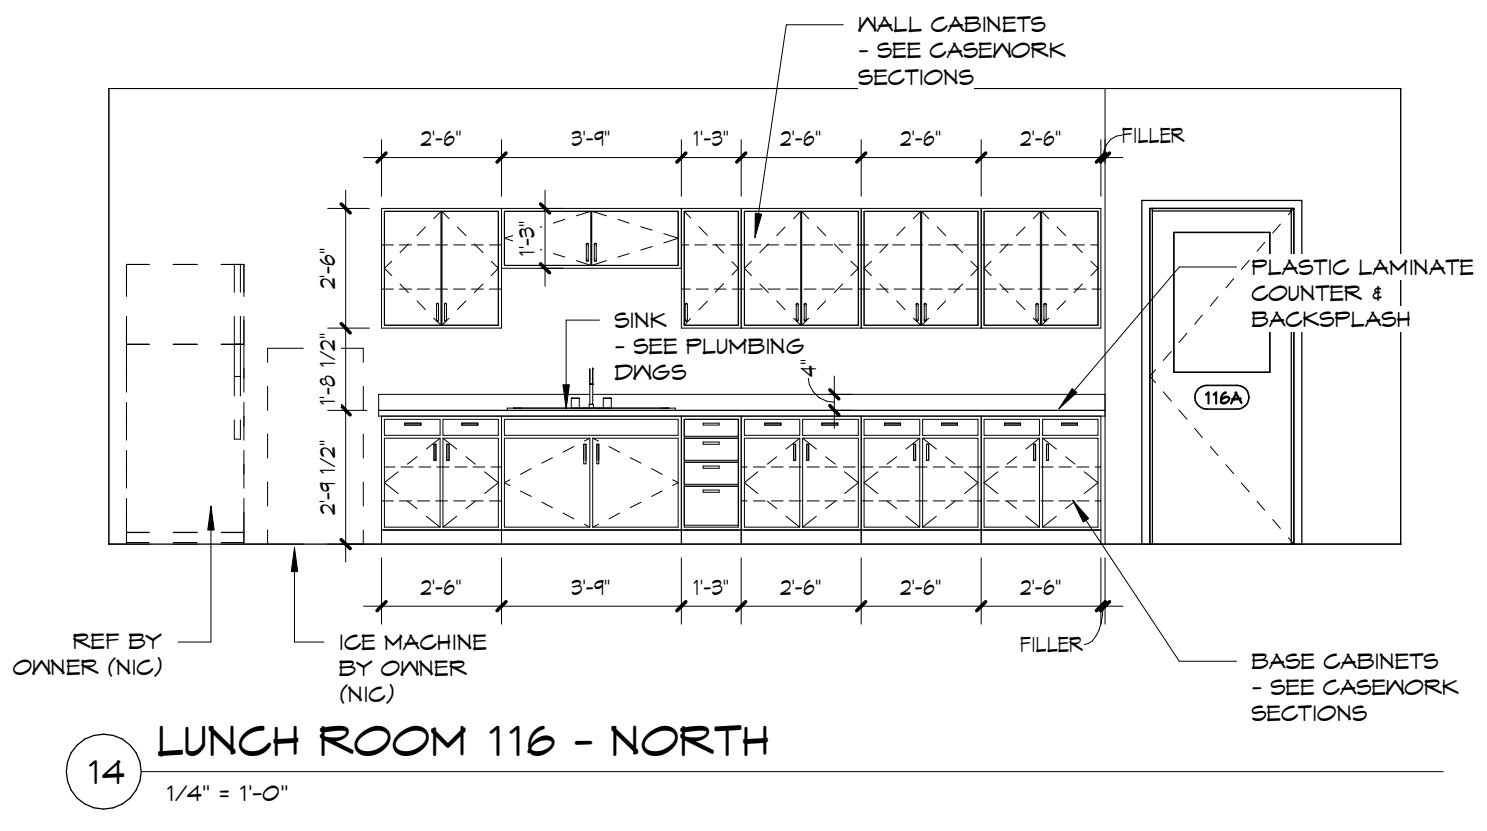 WALL CABINETS
- SEE CASEWORK
SECTIONS
2'-6"
3'-9"
1'-3"
2'-6"
2'-6"
2'-6"
FILLER
2'-6"
1'-3"
PLASTIC LAMINATE
COUNTER &
BACKSPLASH
SINK
- SEE PLUMBING
DWGS
1'-8 1/2"
4"
116A
2'-9 1/2"
2'-6"
3'-9"
1'-3"
2'-6"
2'-6"
2'-6"
FILLER
REF BY
OWNER (NIC)
ICE MACHINE
BY OWNER
(NIC)
BASE CABINETS
- SEE CASEWORK
SECTIONS
14
LUNCH ROOM 116 - NORTH
1/4" = 1'-0"